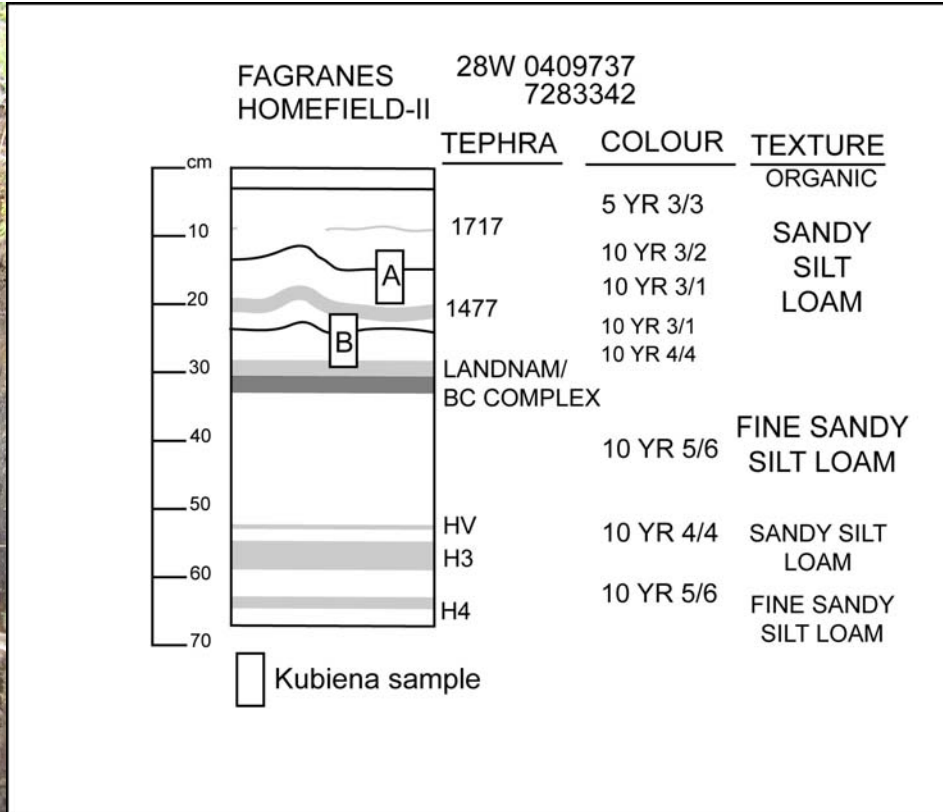 FAGRANES
HOMEFIELD-II
28W 0409737
7283342
TEPHRA
COLOUR
TEXTURE
cm
10
20
30
40
50
60
70
A
B
1717
1477
LANDNAM/
BC COMPLEX
HV
H3
H4
5 YR 3/3
10 YR 3/2
10 YR 3/1
10 YR 3/1
10 YR 4/4
10 YR 5/6
10 YR 4/4
10 YR 5/6
ORGANIC
SANDY
SILT
LOAM
FINE SANDY
SILT LOAM
SANDY SILT
LOAM
FINE SANDY
SILT LOAM
Kubiena sample